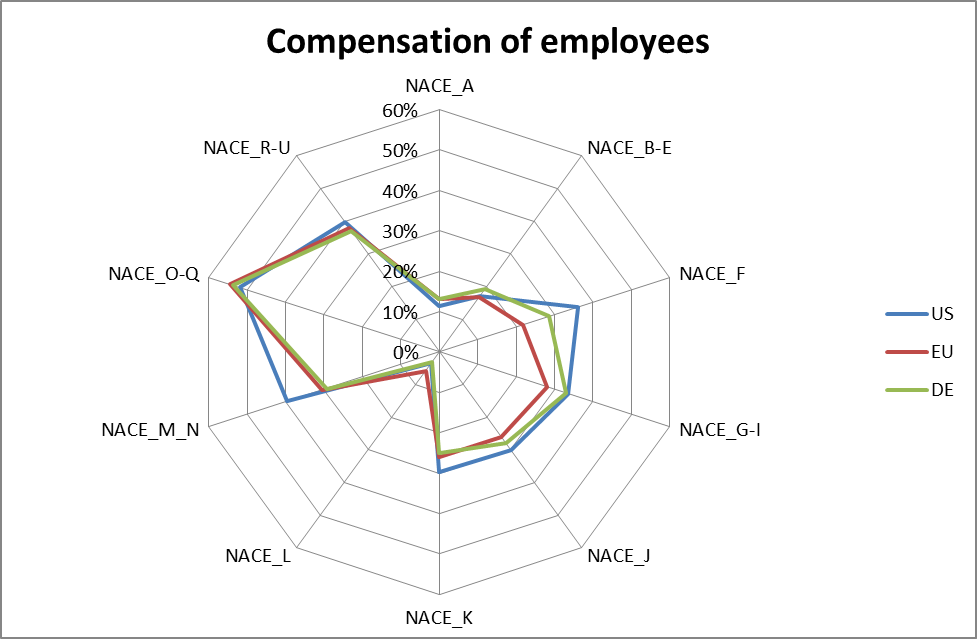 Compensation of employees
NACE_A
60%
50%
40%
30%
20%
10%
0%
NACE_B-E
NACE_F
NACE_G-I
NACE_J
NACE_K
NACE_L
NACE_M_N
NACE_O-Q
NACE_R-U
US
EU
DE